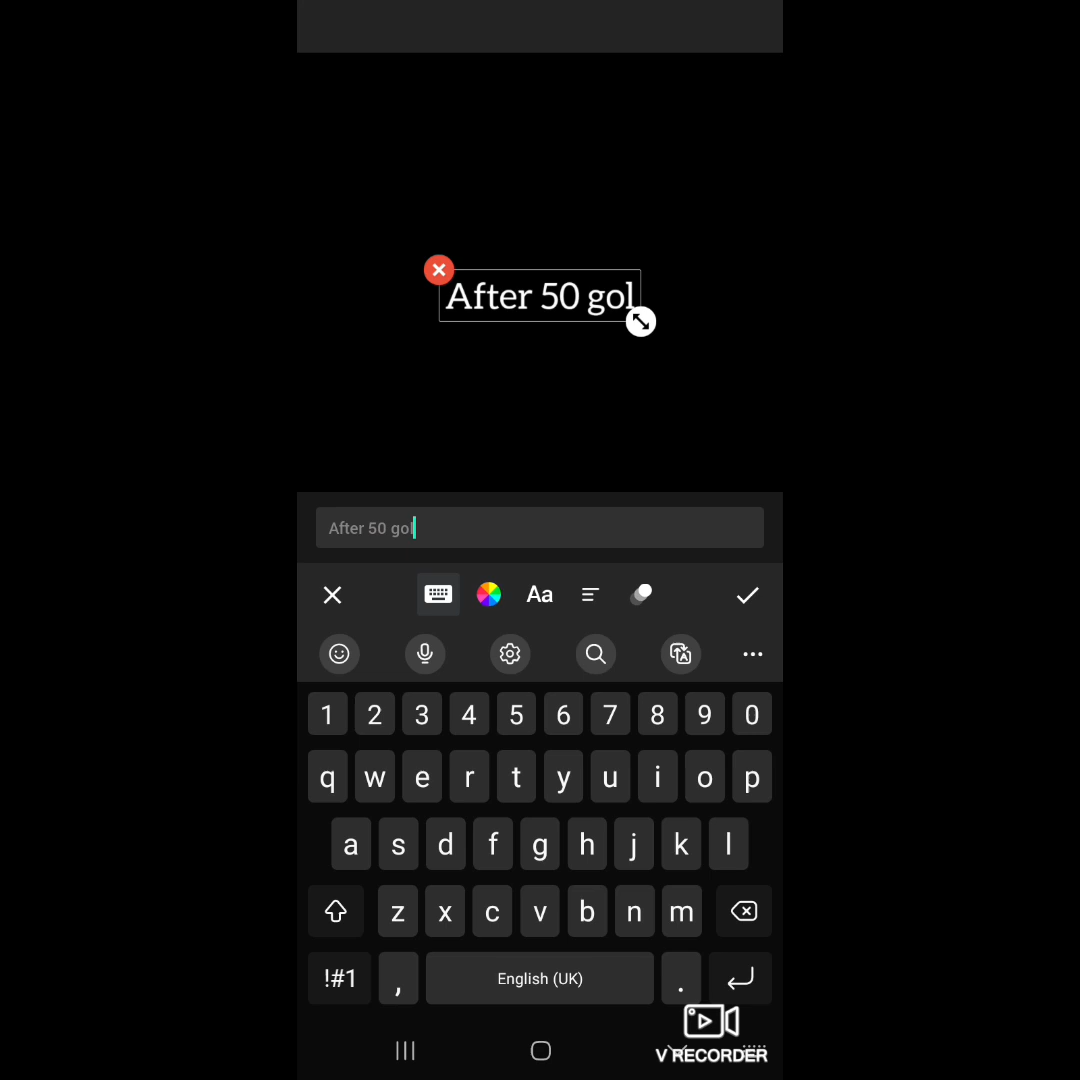 After 50 gol
After 50 gol
Aa
1 2 3 4 5 6 7 8 9 0
q w e r t y u i o p
a s d f g h j k l
z x c v b n m
!#1 , English (UK) .
V RECORDER